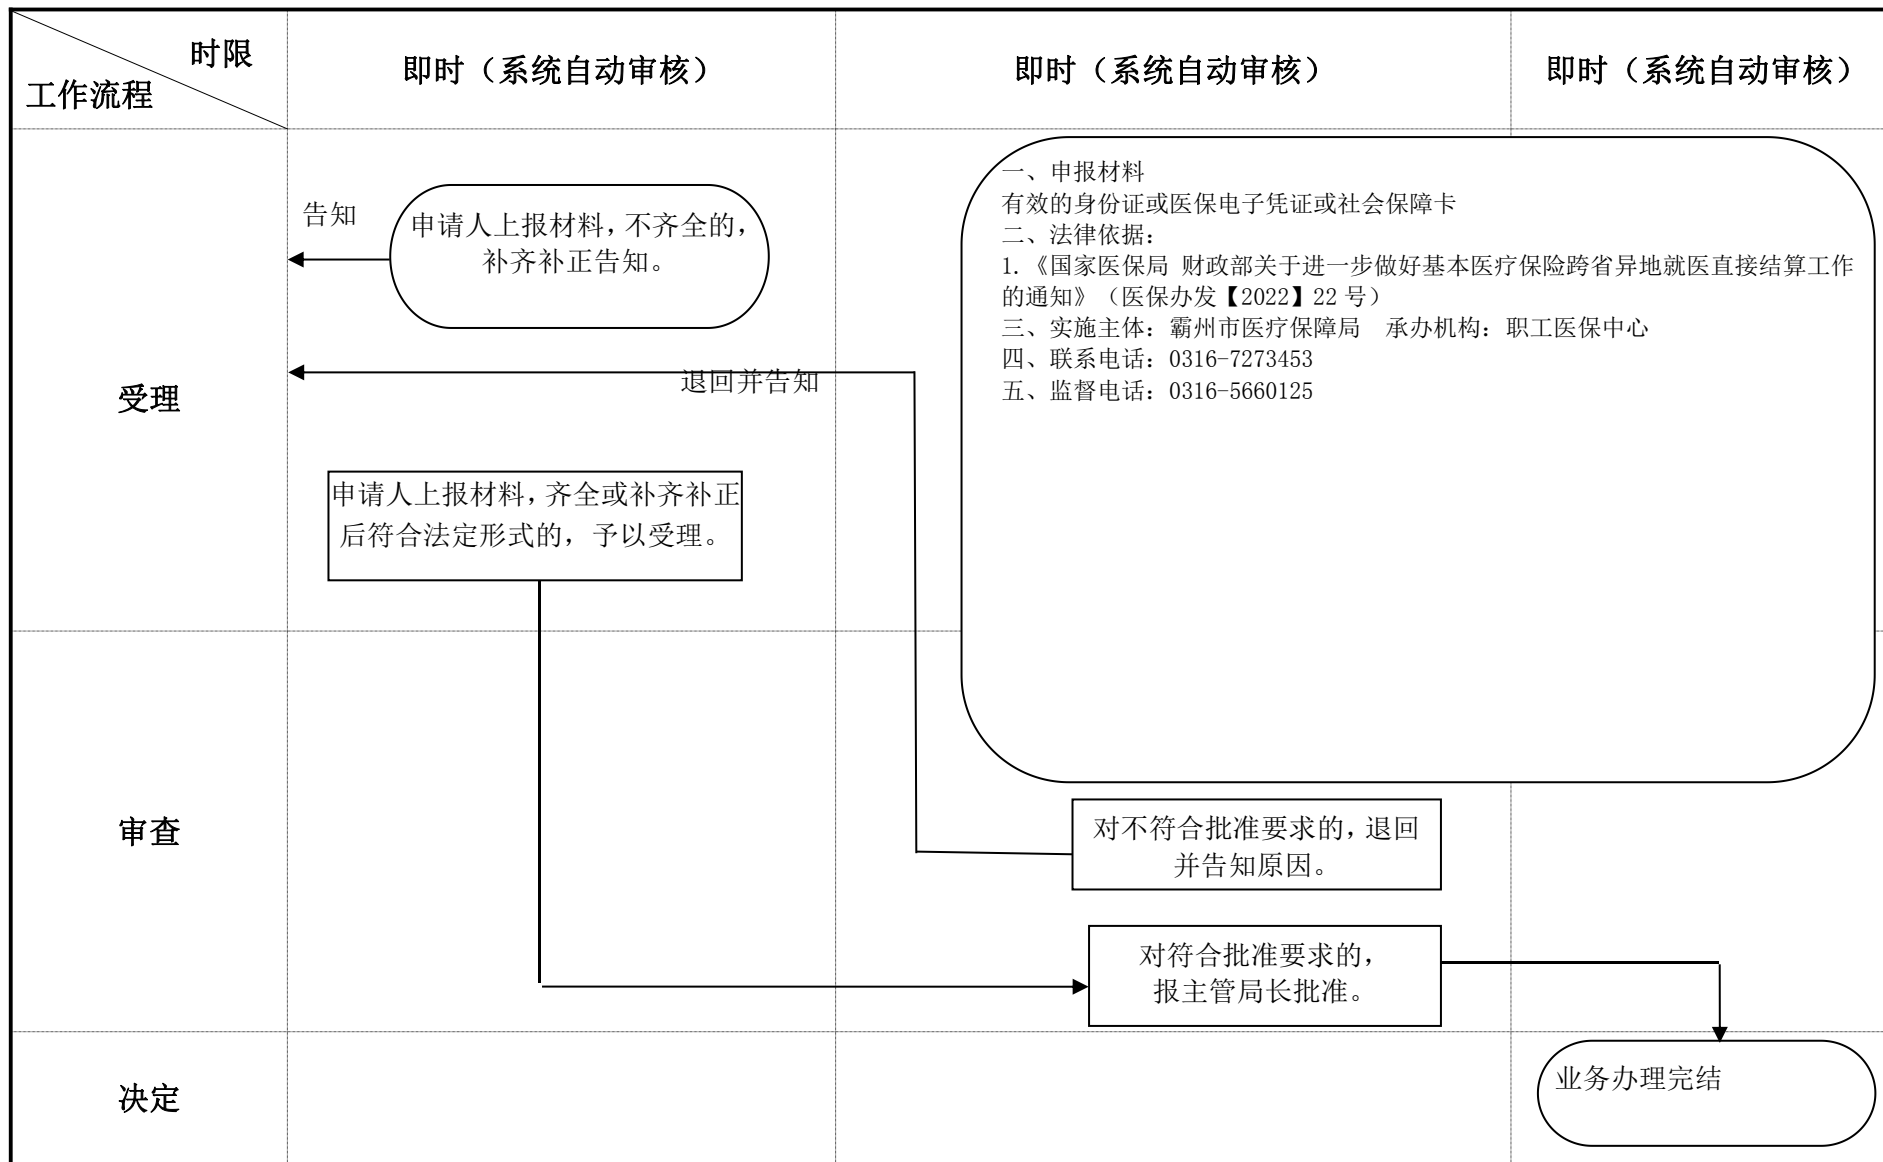 时限
工作流程
即时（系统自动审核）
即时（系统自动审核）
即时（系统自动审核）
受理
告知
申请人上报材料，不齐全的，
补齐补正告知。
退回并告知
申请人上报材料，齐全或补齐补正
后符合法定形式的，予以受理。
一、申报材料
有效的身份证或医保电子凭证或社会保障卡
二、法律依据：
1.《国家医保局 财政部关于进一步做好基本医疗保险跨省异地就医直接结算工作
的通知》（医保办发【2022】22号）
三、实施主体：霸州市医疗保障局　承办机构：职工医保中心
四、联系电话：0316-7273453
五、监督电话：0316-5660125
审查
对不符合批准要求的，退回
并告知原因。
对符合批准要求的，
报主管局长批准。
决定
业务办理完结